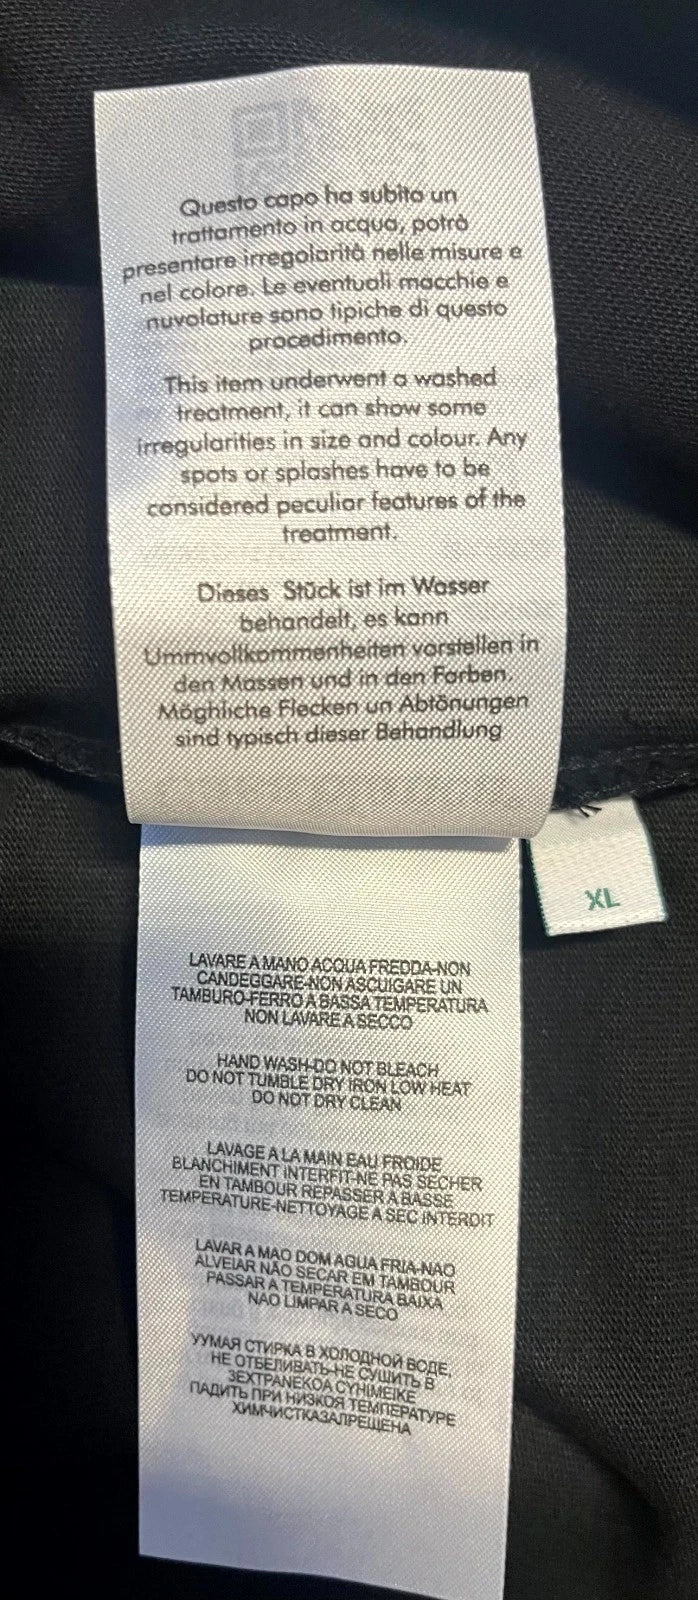 Questo capo ha subito un
trattamento in acqua, potrà
presentare irregolarità nelle misure e
nel colore. Le eventuali macchie e
nuvolature sono tipiche di questo
procedimento.
This item underwent a washed
treatment, it can show some
irregularities in size and colour. Any
spots or splashes have to be
considered peculiar features of the
treatment.
Dieses Stück ist im Wasser
behandelt, es kann
Ummvollkommenheiten vorstellen in
den Massen und in den Farben.
Möghliche Flecken un Abtönungen
sind typisch dieser Behandlung
XL
LAVARE A MANO ACQUA FREDDA-NON
CANDEGGARE-NON ASCUIGARE UN
TAMBURO-FERRO A BASSA TEMPERATURA
NON LAVARE A SECCO
HAND WASH-DO NOT BLEACH
DO NOT TUMBLE DRY IRON LOW HEAT
DO NOT DRY CLEAN
LAVAGE A LA MAIN EAU FROIDE
BLANCHIMENT INTERFIT-NE PAS SECHER
EN TAMBOUR REPASSER A BASSE
TEMPERATURE-NETTOYAGE A SEC INTERDIT
LAVAR A MAO DOM AGUA FRIA-NAO
ALVEIAR NÃO SECAR EM TAMBOUR
PASSAR A TEMPERATURA BAIXA
NAO LIMPAR A SECO
УУМАЯ СТИРКА В ХОЛОДНОЙ ВОДЕ,
НЕ ОТБЕЛИВАТЬ-НЕ СУШИТЬ В
ЗЕХТРАNЕКОА СУНІМЕІКЕ
ПАДИТЬ ПРИ НИЗКОЯ ТЕМПЕРАТУРЕ
ХИМЧИСТКАЗАЛРЕЩЕНА